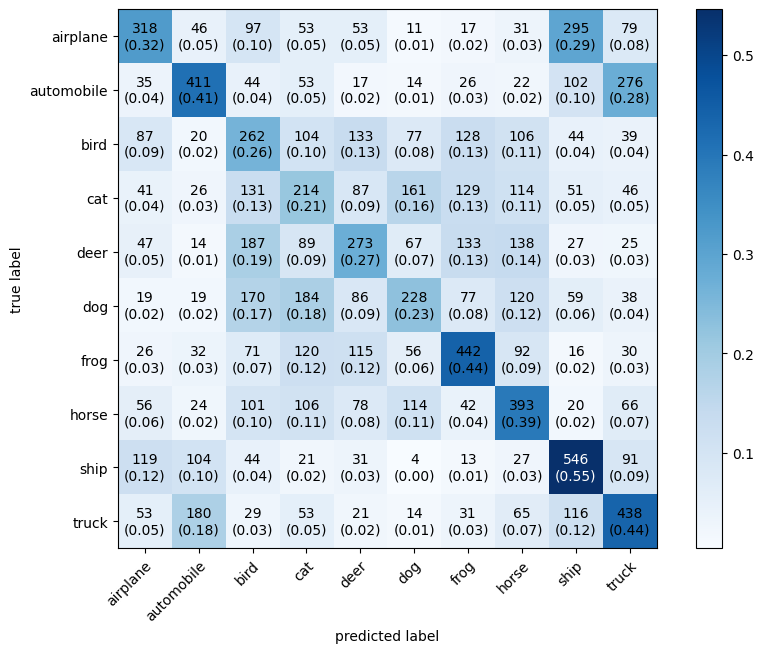 airplane 318 46 97 53 53 11 17 31 295 79
(0.32) (0.05) (0.10) (0.05) (0.05) (0.01) (0.02) (0.03) (0.29) (0.08)
automobile 35 411 44 53 17 14 26 22 102 276
(0.04) (0.41) (0.04) (0.05) (0.02) (0.01) (0.03) (0.02) (0.10) (0.28)
bird 87 20 262 104 133 77 128 106 44 39
(0.09) (0.02) (0.26) (0.10) (0.13) (0.08) (0.13) (0.11) (0.04) (0.04)
cat 41 26 131 214 87 161 129 114 51 46
(0.04) (0.03) (0.13) (0.21) (0.09) (0.16) (0.13) (0.11) (0.05) (0.05)
deer 47 14 187 89 273 67 133 138 27 25
(0.05) (0.01) (0.19) (0.09) (0.27) (0.07) (0.13) (0.14) (0.03) (0.03)
dog 19 19 170 184 86 228 77 120 59 38
(0.02) (0.02) (0.17) (0.18) (0.09) (0.23) (0.08) (0.12) (0.06) (0.04)
frog 26 32 71 120 115 56 442 92 16 30
(0.03) (0.03) (0.07) (0.12) (0.12) (0.06) (0.44) (0.09) (0.02) (0.03)
horse 56 24 101 106 78 114 42 393 20 66
(0.06) (0.02) (0.10) (0.11) (0.08) (0.11) (0.04) (0.39) (0.02) (0.07)
ship 119 104 44 21 31 4 13 27 546 91
(0.12) (0.10) (0.04) (0.02) (0.03) (0.00) (0.01) (0.03) (0.55) (0.09)
truck 53 180 29 53 21 14 31 65 116 438
(0.05) (0.18) (0.03) (0.05) (0.02) (0.01) (0.03) (0.07) (0.12) (0.44)
airplane automobile bird cat deer dog frog horse ship truck
predicted label
true label
0.5
0.4
0.3
0.2
0.1